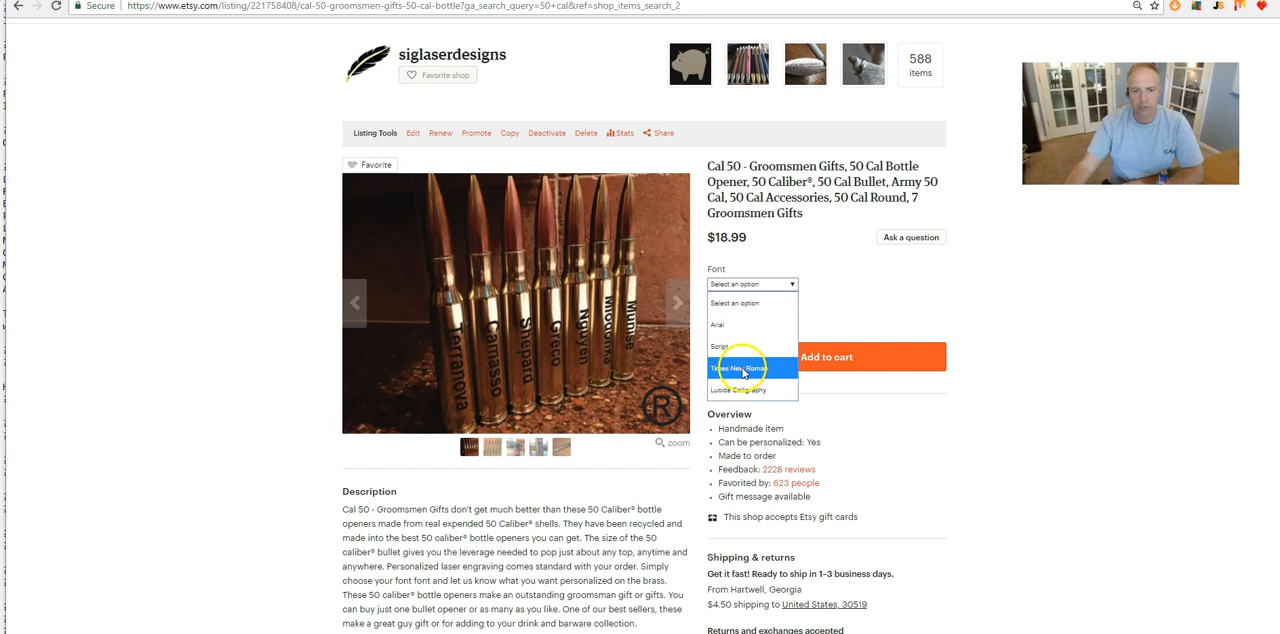 Secure https://www.etsy.com/listing/221758408/cal-50-groomsmen-gifts-50-cal-bottle?ga_search_query=50+cal&ref=shop_items_search_2
siglaserdesigns
Favorite shop
588
items
Listing Tools Edit Renew Promote Copy Deactivate Delete Stats Share
Favorite
Cal 50 - Groomsmen Gifts, 50 Cal Bottle
Opener, 50 Caliber®, 50 Cal Bullet, Army 50
Cal, 50 Cal Accessories, 50 Cal Round, 7
Groomsmen Gifts
$18.99
Ask a question
Font
Select an option
Select an option
Arial
Script
Times New Roman
Lucida Calligraphy
Add to cart
Terranova
Camasso
Shepard
Greco
Nguyen
Munise
R
zoom
Overview
Handmade item
Can be personalized: Yes
Made to order
Feedback: 2228 reviews
Favorited by: 623 people
Gift message available
This shop accepts Etsy gift cards
Description
Cal 50 - Groomsmen Gifts don't get much better than these 50 Caliber® bottle
openers made from real expended 50 Caliber® shells. They have been recycled and
made into the best 50 caliber® bottle openers you can get. The size of the 50
caliber® bullet gives you the leverage needed to pop just about any top, anytime and
anywhere. Personalized laser engraving comes standard with your order. Simply
choose your font font and let us know what you want personalized on the brass.
These 50 caliber® bottle openers make an outstanding groomsman gift or gifts. You
can buy just one bullet opener or as many as you like. One of our best sellers, these
make a great guy gift or for adding to your drink and barware collection.
Shipping & returns
Get it fast! Ready to ship in 1–3 business days.
From Hartwell, Georgia
$4.50 shipping to United States, 30519
Returns and exchanges accepted